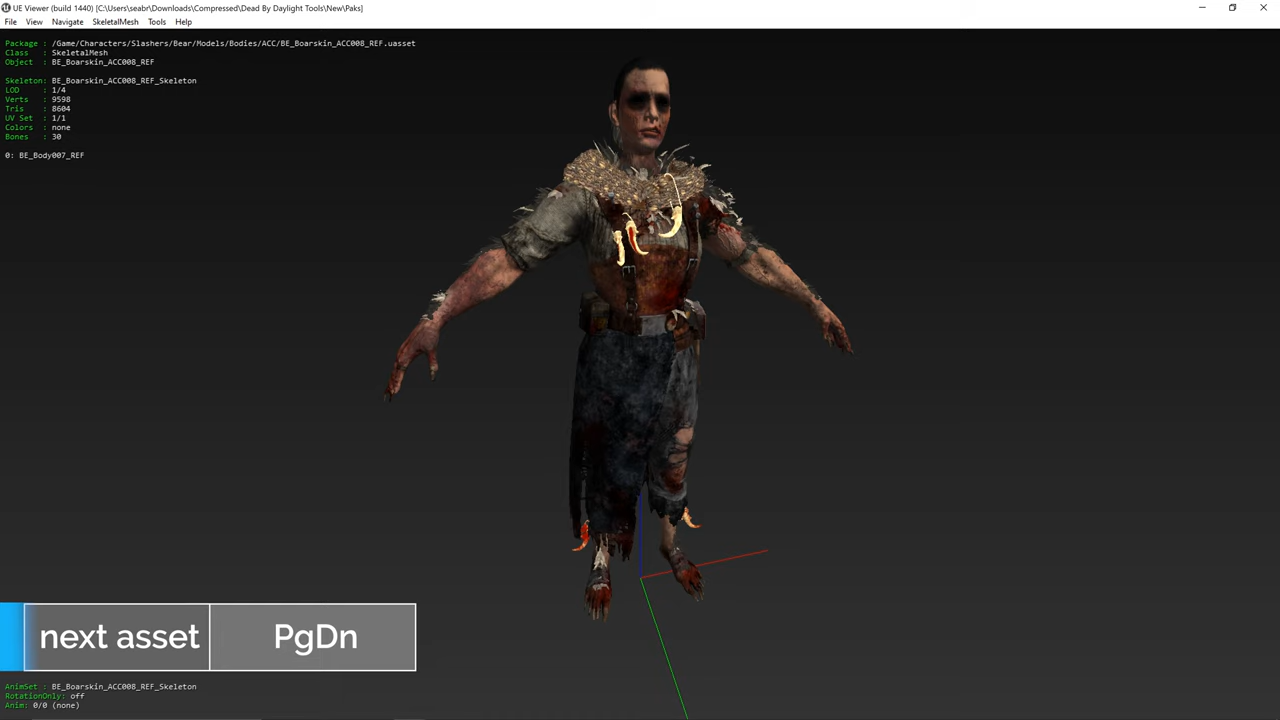 UE Viewer (build 1440) [C:\Users\seabr\Downloads\Compressed\Dead By Daylight Tools\New\Paks]
File View Navigate SkeletalMesh Tools Help
Package : /Game/Characters/Slashers/Bear/Models/Bodies/ACC/BE_Boarskin_ACC008_REF.uasset
Class : SkeletalMesh
Object : BE_Boarskin_ACC008_REF
Skeleton: BE_Boarskin_ACC008_REF_Skeleton
LOD : 1/4
Verts : 9598
Tris : 8604
UV Set : 1/1
Colors : none
Bones : 30
0: BE_Body007_REF
next asset PgDn
AnimSet : BE_Boarskin_ACC008_REF_Skeleton
RotationOnly: off
Anim: 0/0 (none)